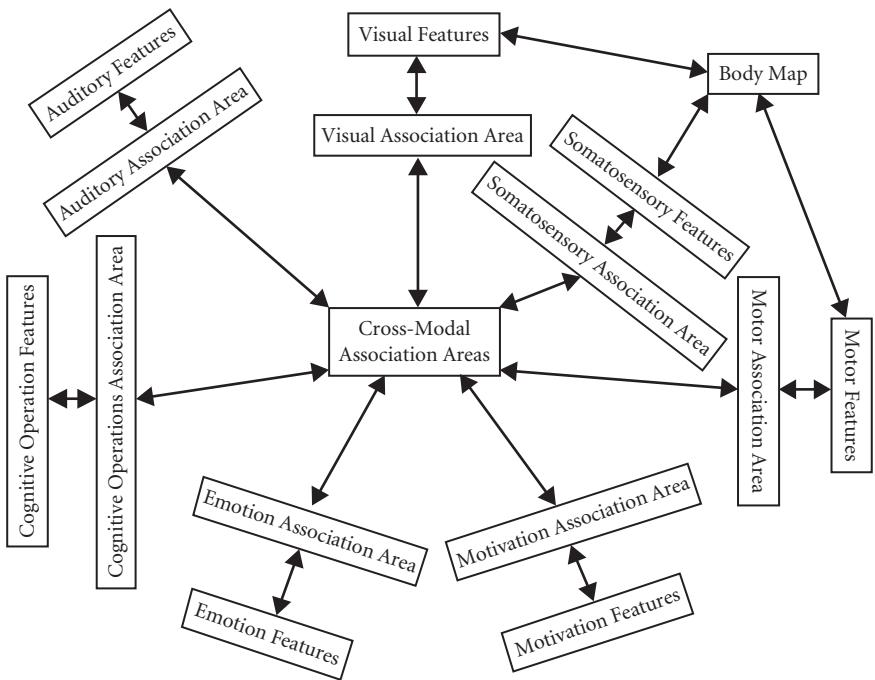 Visual Features
Auditory Features
Body Map
Visual Association Area
Auditory Association Area
Somatosensory Features
Somatosensory Association Area
Cross-Modal
Association Areas
Cognitive Operation Features
Cognitive Operations Association Area
Motor Association Area
Motor Features
Emotion Association Area
Motivation Association Area
Emotion Features
Motivation Features